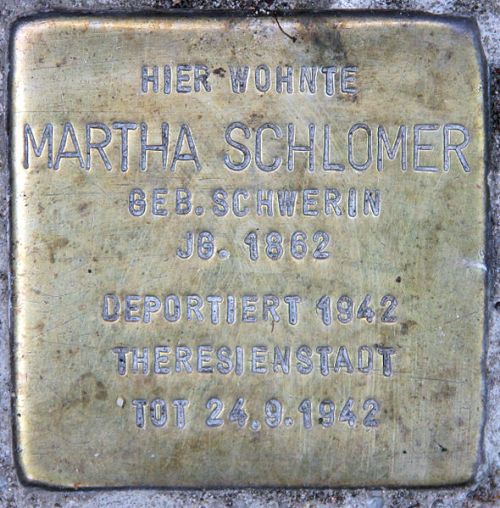 HIER WOHNTE
MARTHA SCHLOMER
GEB. SCHWERIN
JG. 1862
DEPORTIERT 1942
THERESIENSTADT
TOT 24.9.1942